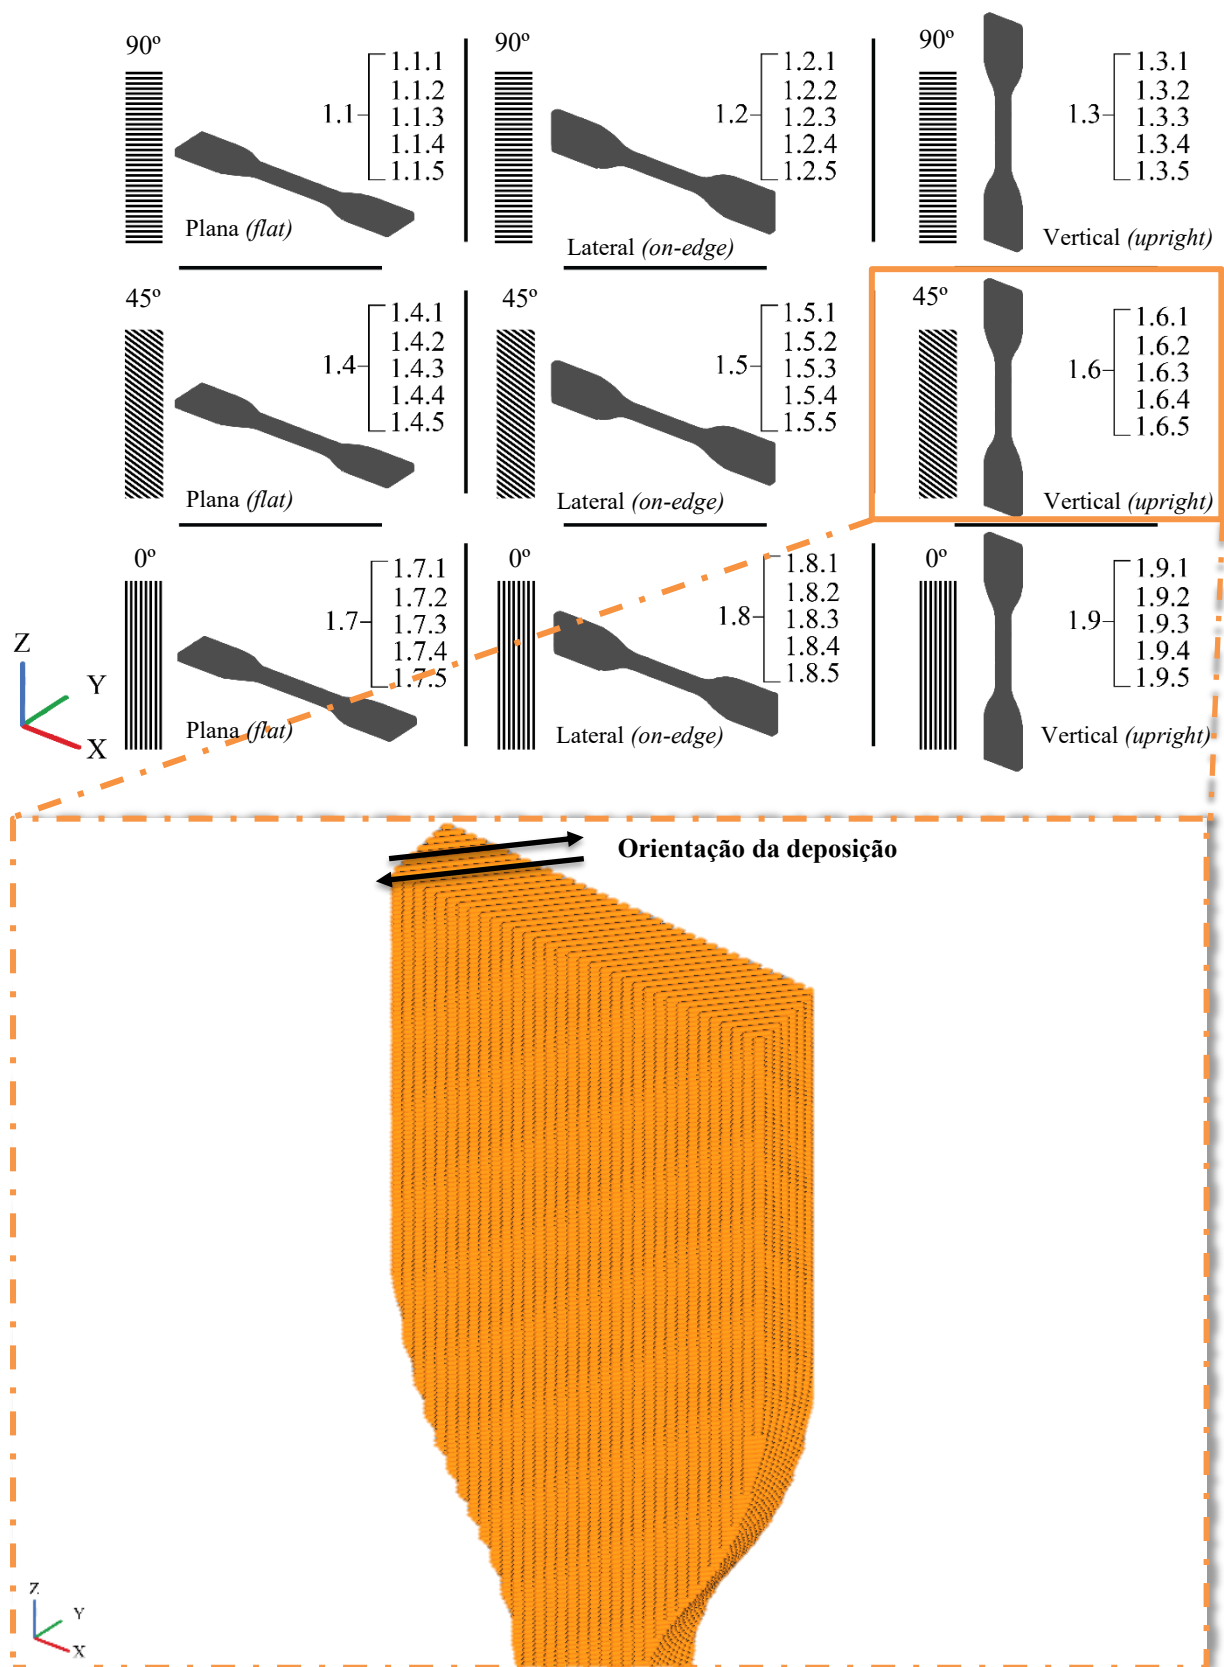 90º
1.1
1.1.1
1.1.2
1.1.3
1.1.4
1.1.5
Plana (flat)
90º
1.2
1.2.1
1.2.2
1.2.3
1.2.4
1.2.5
Lateral (on-edge)
90º
1.3
1.3.1
1.3.2
1.3.3
1.3.4
1.3.5
Vertical (upright)
45º
1.4
1.4.1
1.4.2
1.4.3
1.4.4
1.4.5
Plana (flat)
45º
1.5
1.5.1
1.5.2
1.5.3
1.5.4
1.5.5
Lateral (on-edge)
45º
1.6
1.6.1
1.6.2
1.6.3
1.6.4
1.6.5
Vertical (upright)
0º
1.7
1.7.1
1.7.2
1.7.3
1.7.4
1.7.5
Plana (flat)
0º
1.8
1.8.1
1.8.2
1.8.3
1.8.4
1.8.5
Lateral (on-edge)
0º
1.9
1.9.1
1.9.2
1.9.3
1.9.4
1.9.5
Vertical (upright)
Z
Y
X
Orientação da deposição
Z
Y
X